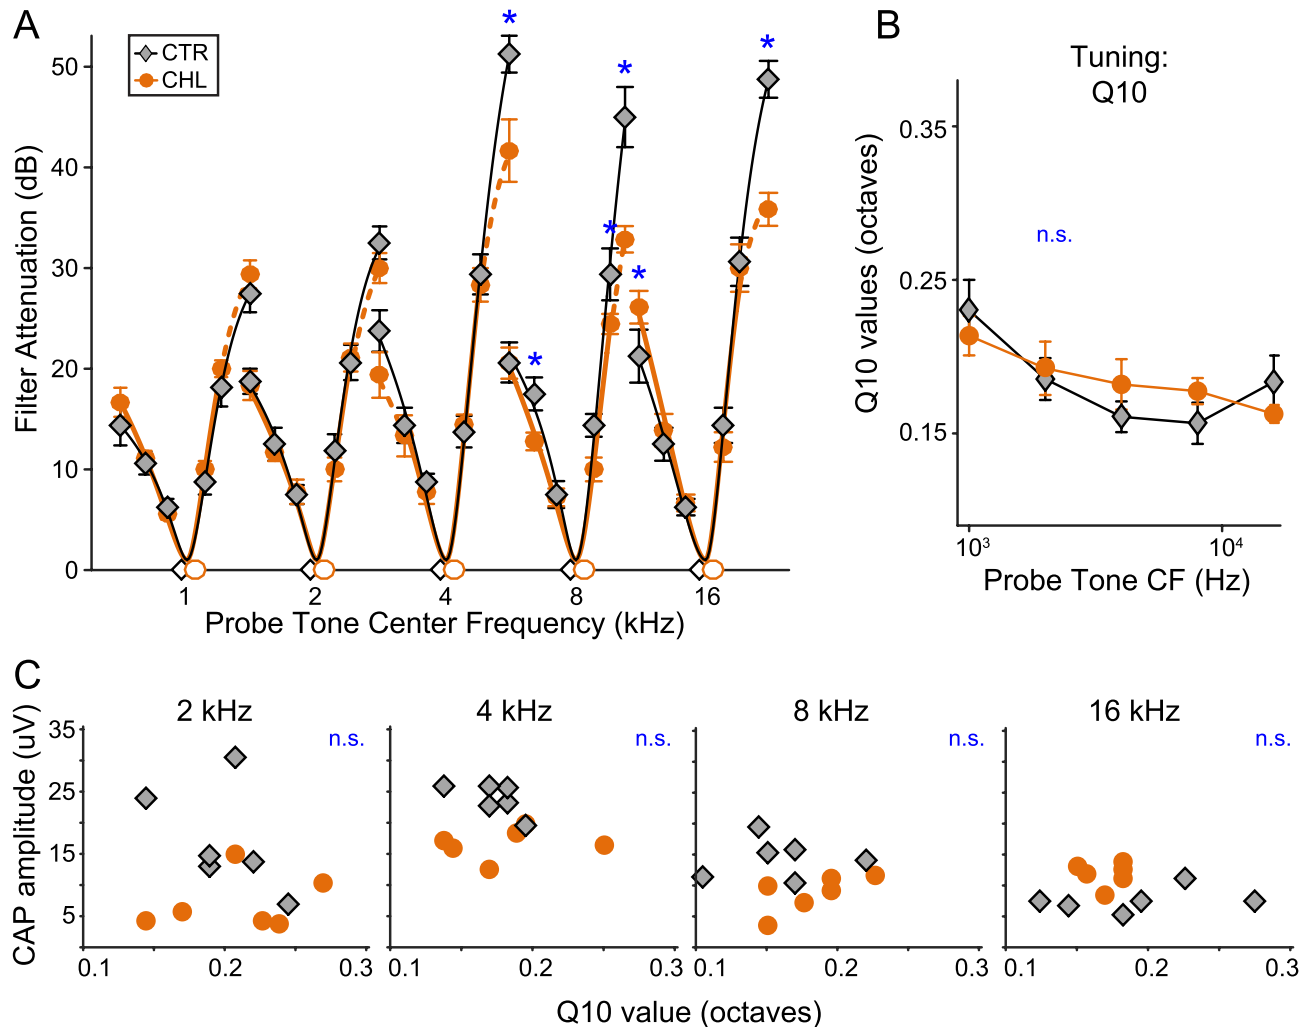 A
CTR
CHL
50
40
30
20
10
0
Filter Attenuation (dB)
*
*
*
*
*
*
1
2
4
8
16
Probe Tone Center Frequency (kHz)
B
Tuning:
Q10
0.35
0.25
0.15
Q10 values (octaves)
n.s.
10³
10⁴
Probe Tone CF (Hz)
C
2 kHz
4 kHz
8 kHz
16 kHz
n.s.
n.s.
n.s.
n.s.
CAP amplitude (uV)
35
25
15
5
0.1
0.2
0.3
0.1
0.2
0.3
0.1
0.2
0.3
0.1
0.2
0.3
Q10 value (octaves)